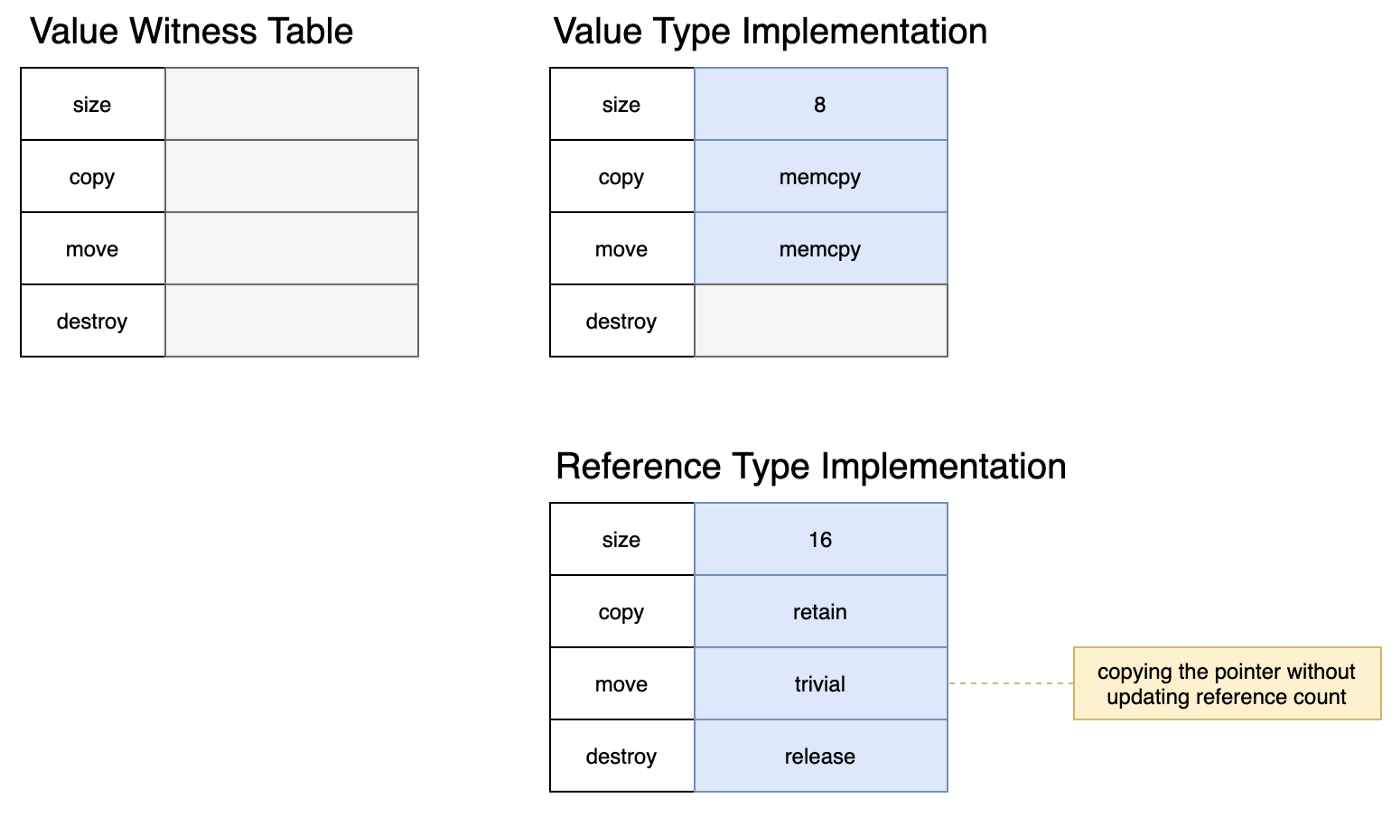 Value Witness Table
size
copy
move
destroy
Value Type Implementation
size 8
copy memcpy
move memcpy
destroy
Reference Type Implementation
size 16
copy retain
move trivial
destroy release
copying the pointer without
updating reference count